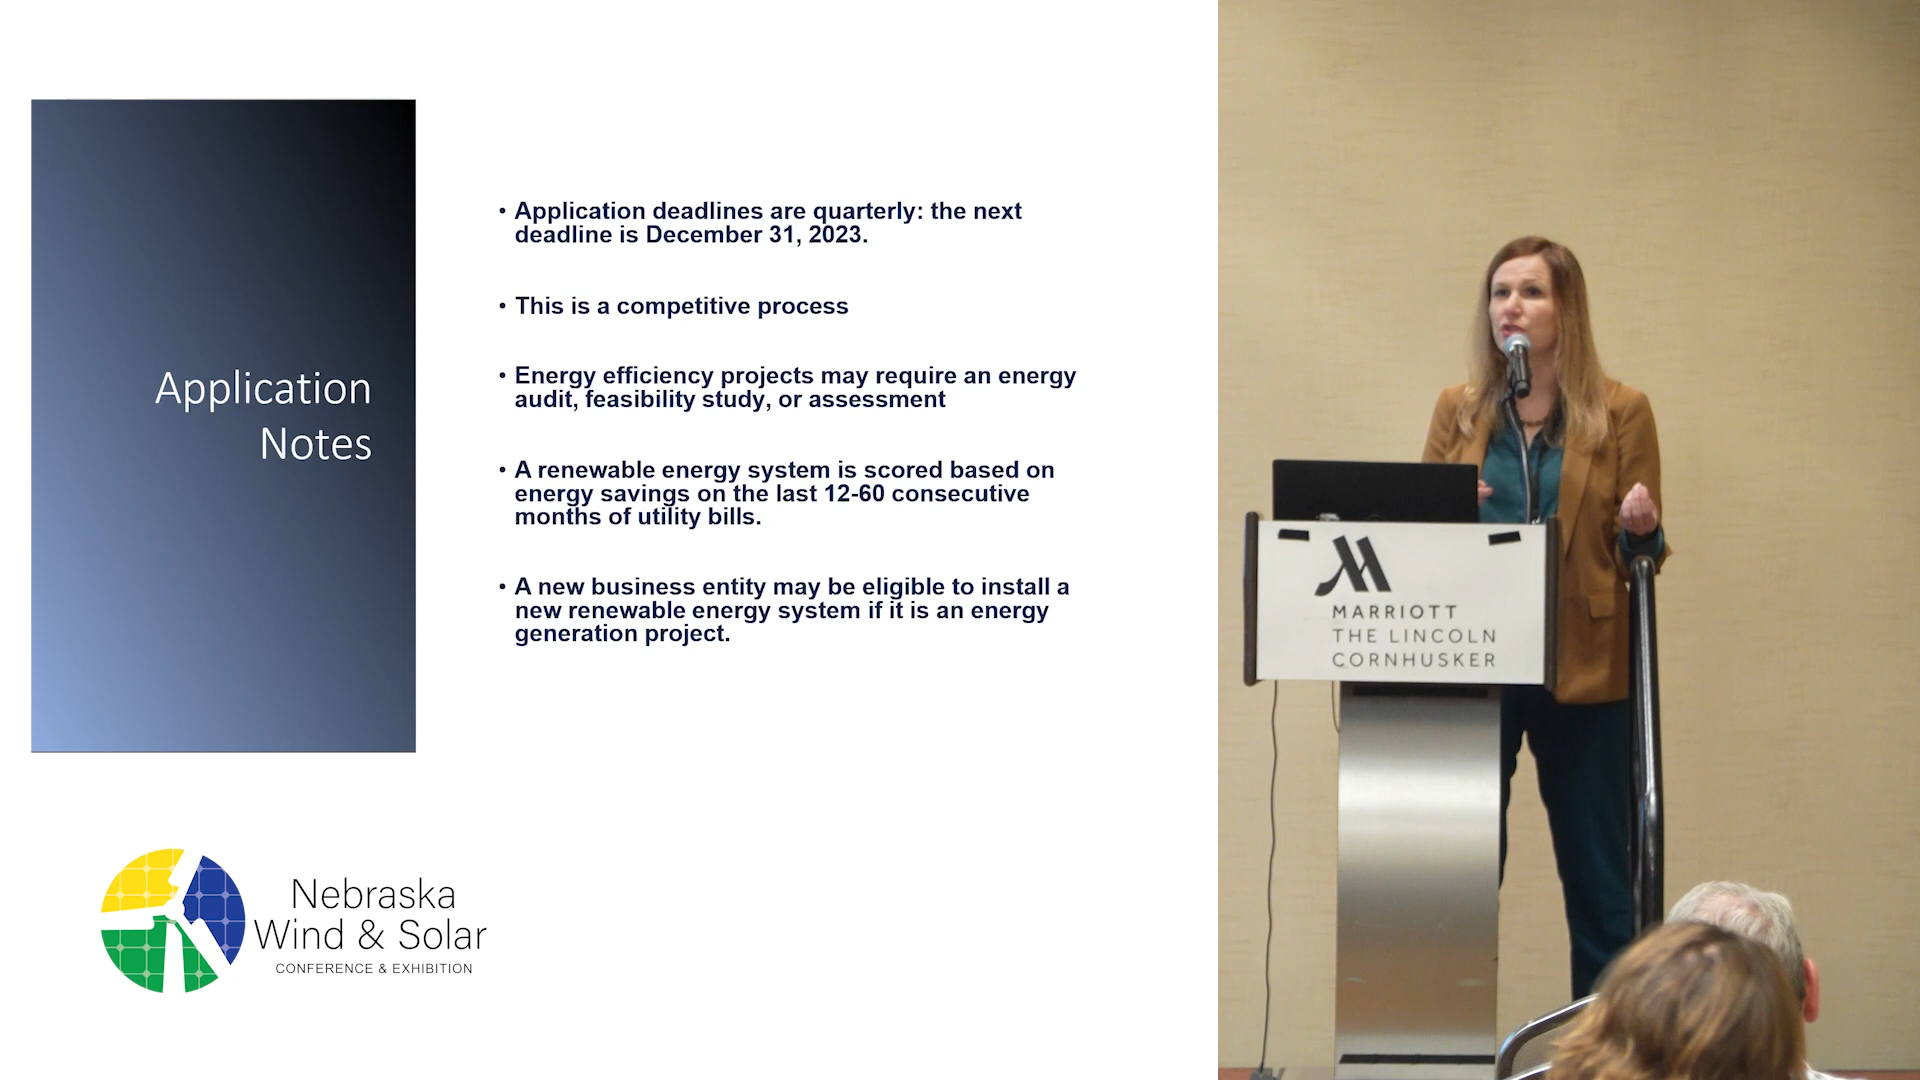 Application
Notes
• Application deadlines are quarterly: the next
deadline is December 31, 2023.
• This is a competitive process
• Energy efficiency projects may require an energy
audit, feasibility study, or assessment
• A renewable energy system is scored based on
energy savings on the last 12-60 consecutive
months of utility bills.
• A new business entity may be eligible to install a
new renewable energy system if it is an energy
generation project.
Nebraska
Wind & Solar
CONFERENCE & EXHIBITION
MARRIOTT
THE LINCOLN
CORNHUSKER